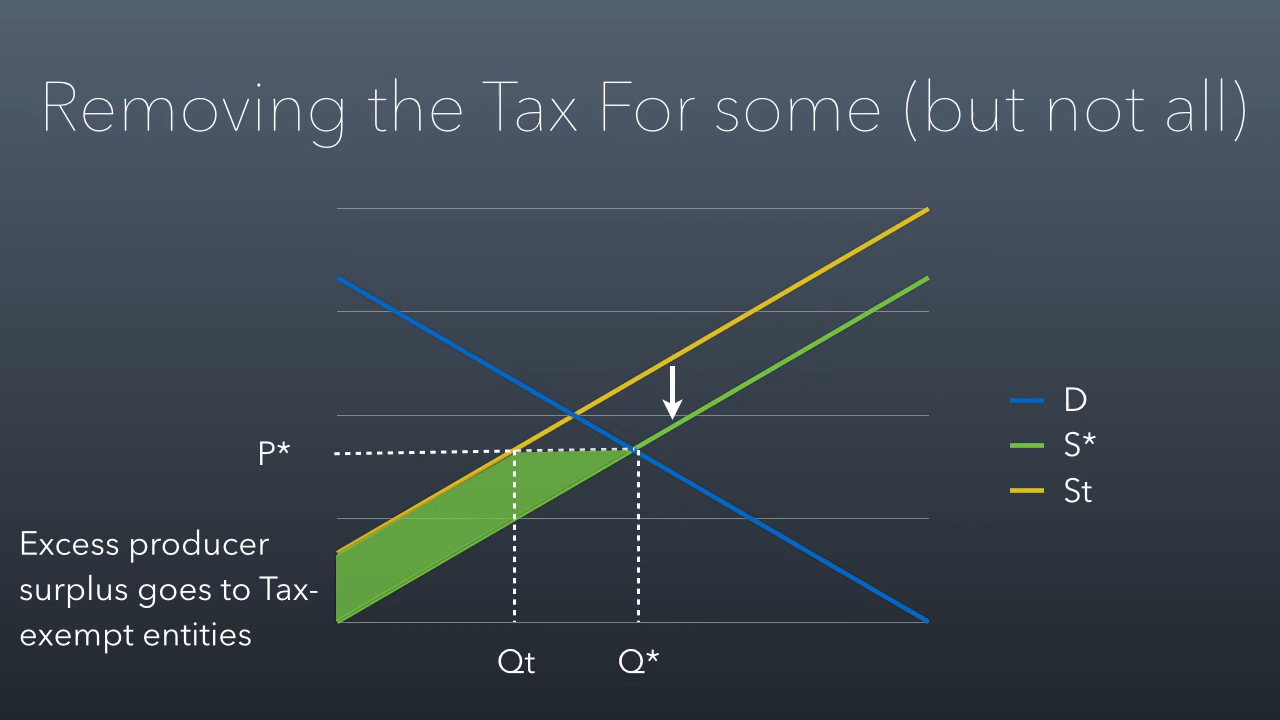 Removing the Tax For some (but not all)
D
P*
S*
St
Excess producer
surplus goes to Tax-
exempt entities
Qt
Q*